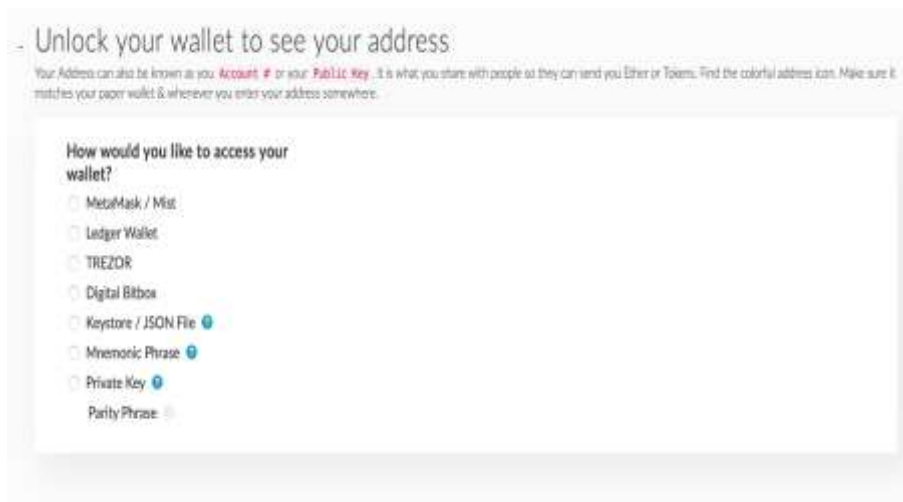 Unlock your wallet to see your address
Your Address can also be known as you Account # or your Public Key. It is what you share with people so they can send you Ether or Tokens. Find the colorful address icon. Make sure it
matches your paper wallet & whenever you enter your address somewhere.
How would you like to access your
wallet?
MetaMask / Mist
Ledger Wallet
TREZOR
Digital Bitbox
Keystore / JSON File
Mnemonic Phrase
Private Key
Parity Phrase